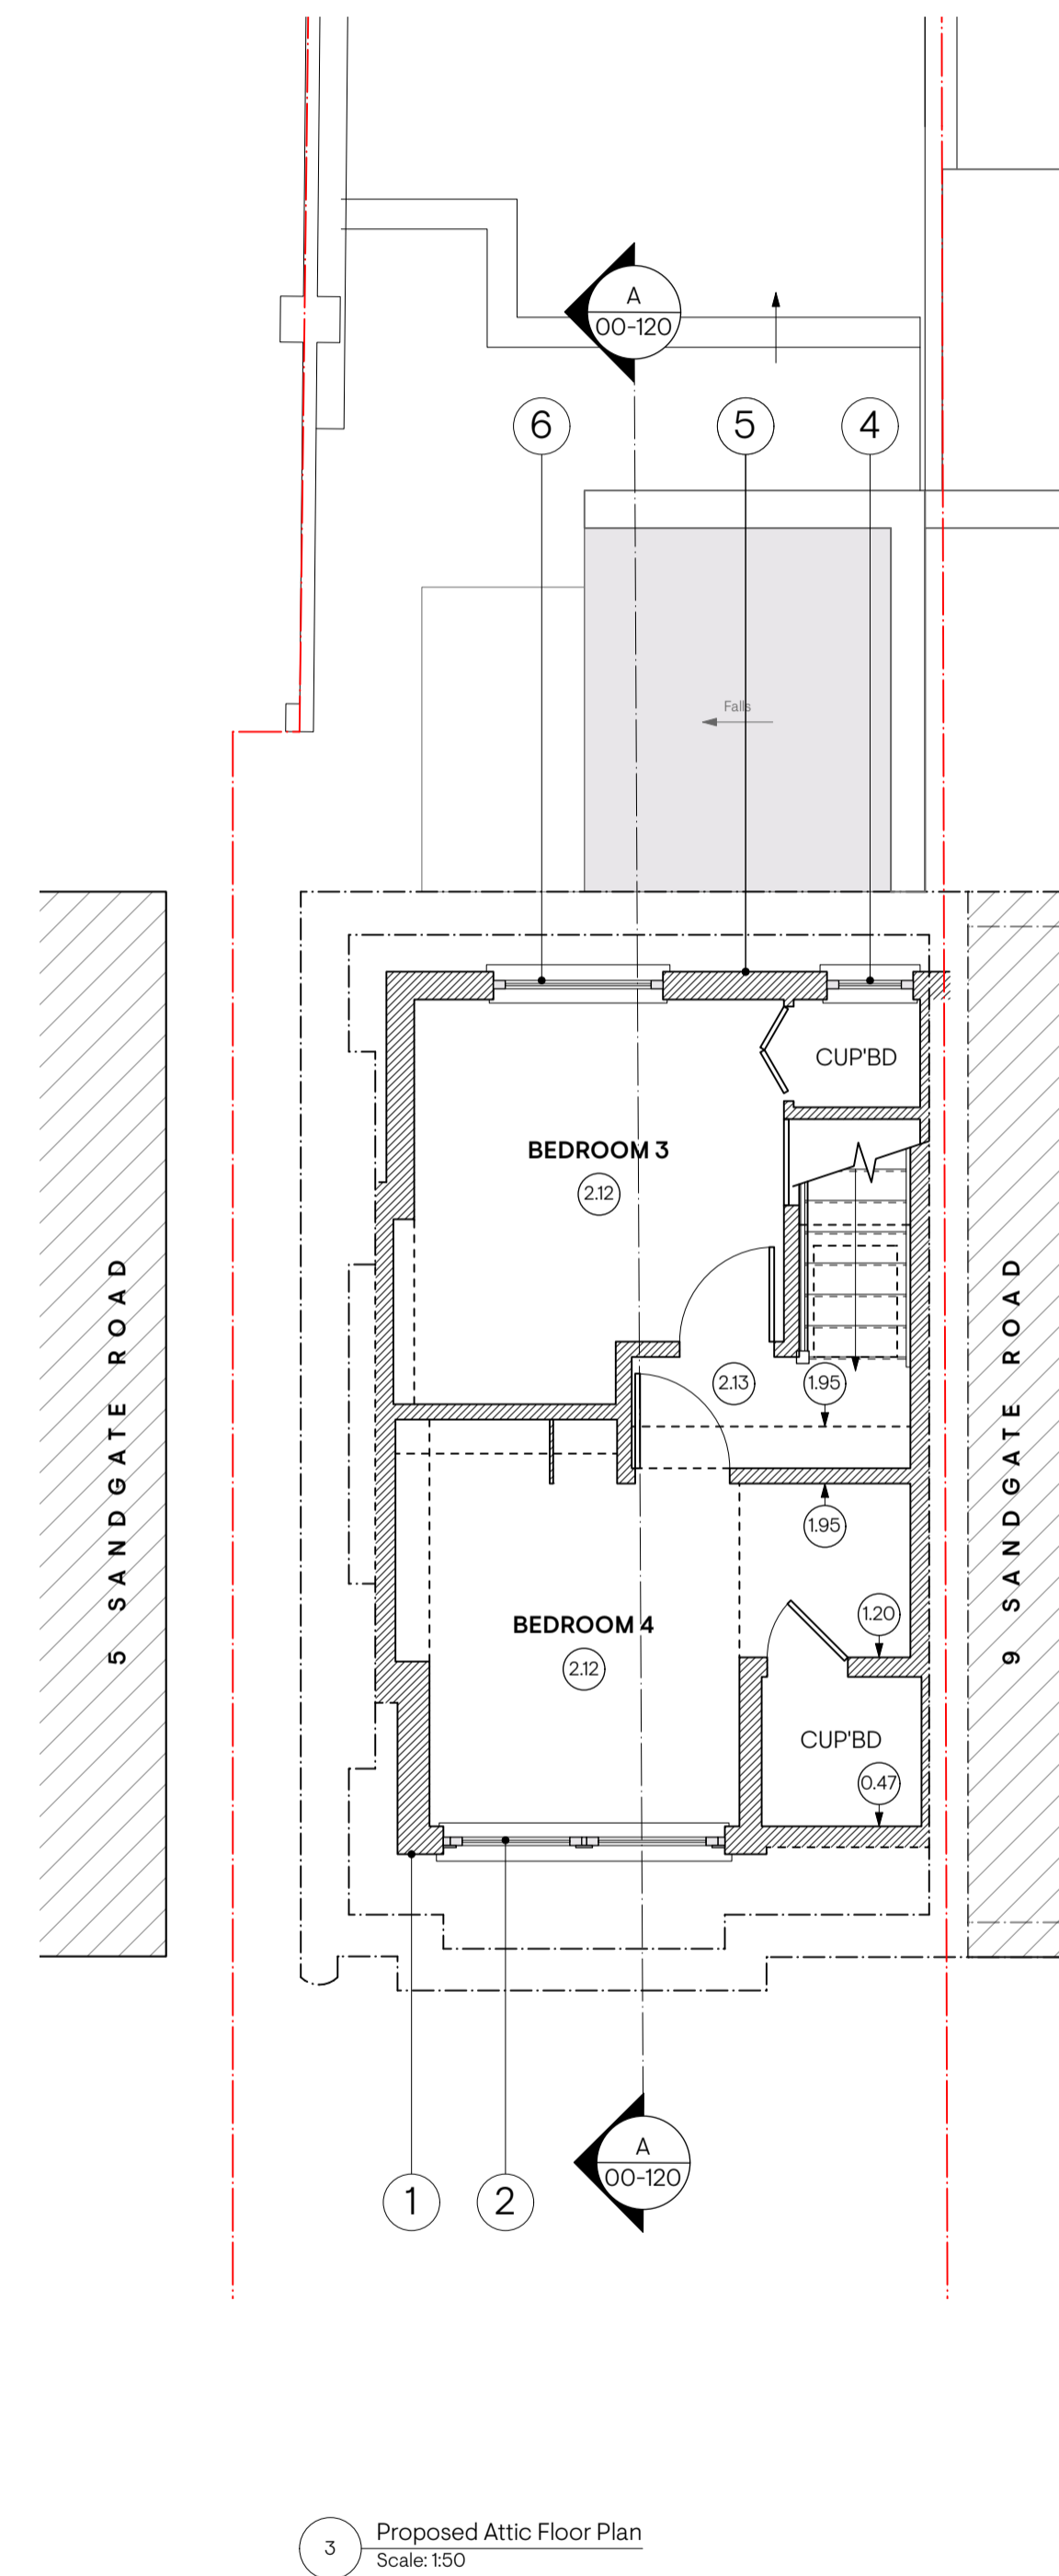 A
00-120
6
5
4
Falls
CUP'BD
BEDROOM 3
2.12
5 SANDGATE ROAD
9 SANDGATE ROAD
2.13
1.95
1.95
1.20
BEDROOM 4
2.12
CUP'BD
0.47
A
00-120
1
2
3
Proposed Attic Floor Plan
Scale: 1:50